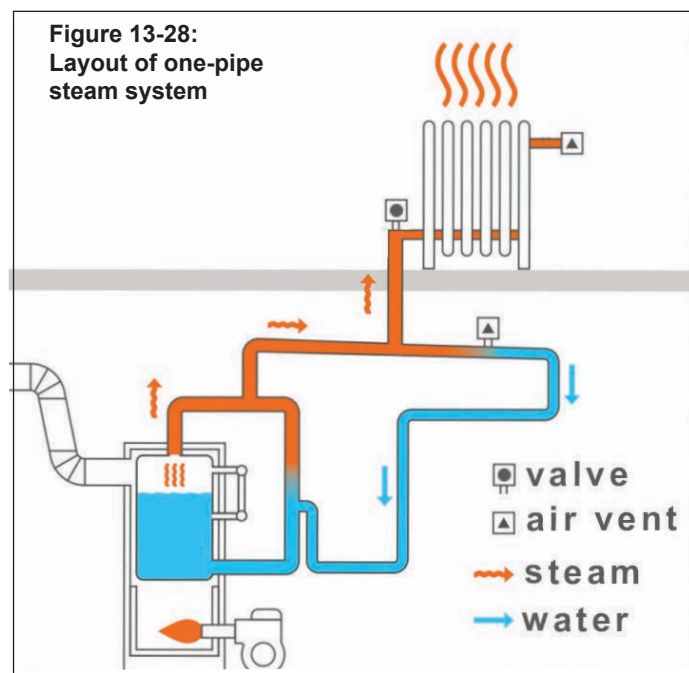 Figure 13-28:
Layout of one-pipe
steam system
valve
air vent
steam
water